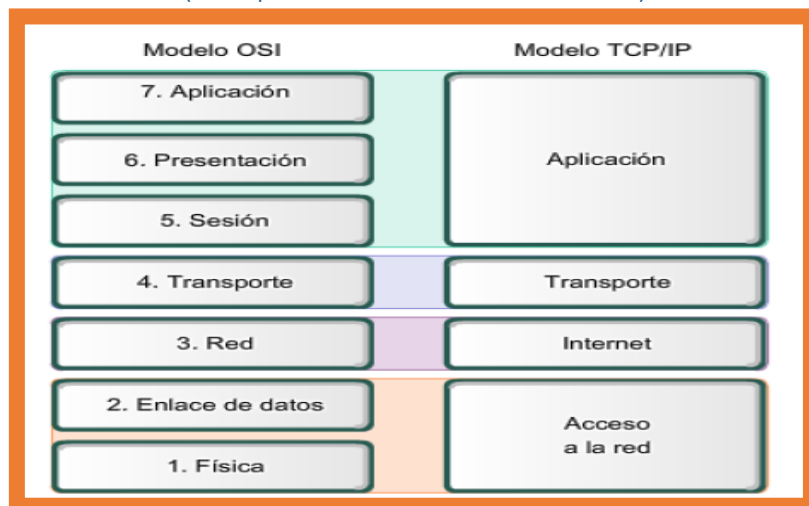 Modelo OSI
Modelo TCP/IP
7. Aplicación
6. Presentación
5. Sesión
4. Transporte
3. Red
2. Enlace de datos
1. Física
Aplicación
Transporte
Internet
Acceso
a la red